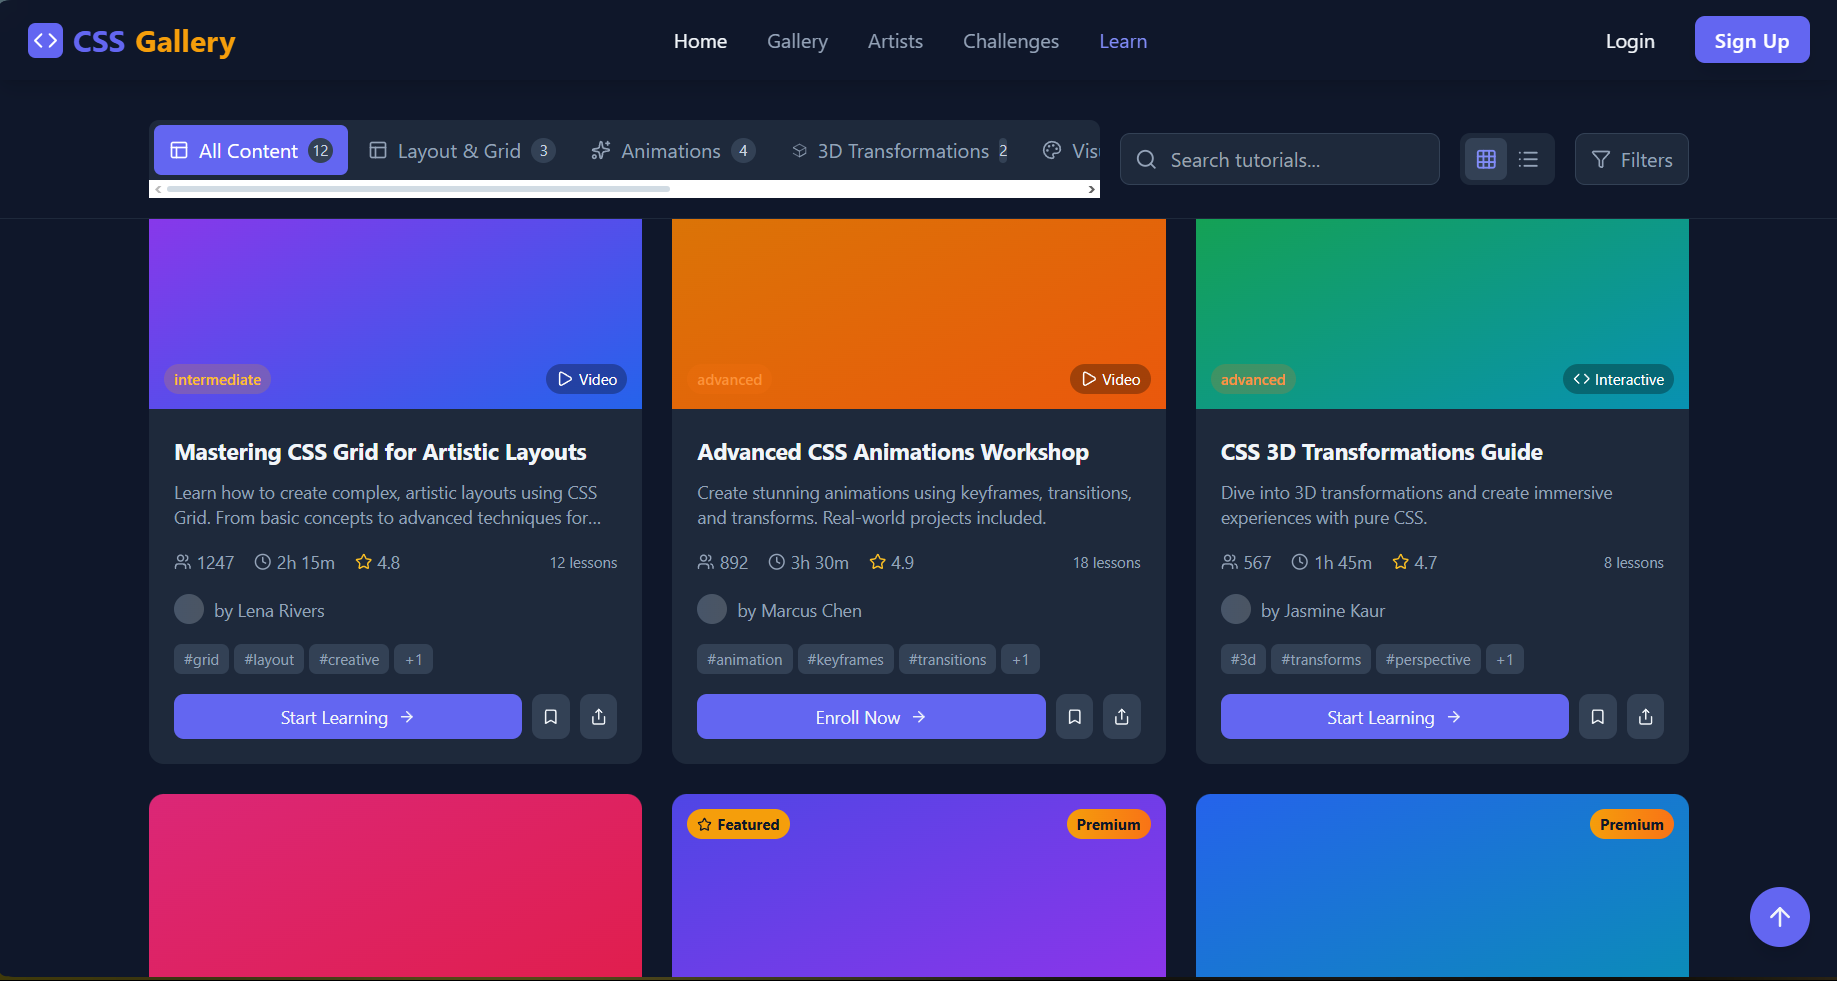 CSS Gallery
Home Gallery Artists Challenges Learn
Login Sign Up
All Content 12 Layout & Grid 3 Animations 4 3D Transformations 2
Search tutorials...
Filters
intermediate Video
advanced Video
advanced Interactive
Mastering CSS Grid for Artistic Layouts
Learn how to create complex, artistic layouts using CSS
Grid. From basic concepts to advanced techniques for...
1247 2h 15m 4.8 12 lessons
by Lena Rivers
#grid #layout #creative +1
Start Learning
Advanced CSS Animations Workshop
Create stunning animations using keyframes, transitions,
and transforms. Real-world projects included.
892 3h 30m 4.9 18 lessons
by Marcus Chen
#animation #keyframes #transitions +1
Enroll Now
CSS 3D Transformations Guide
Dive into 3D transformations and create immersive
experiences with pure CSS.
567 1h 45m 4.7 8 lessons
by Jasmine Kaur
#3d #transforms #perspective +1
Start Learning
Featured Premium
Premium